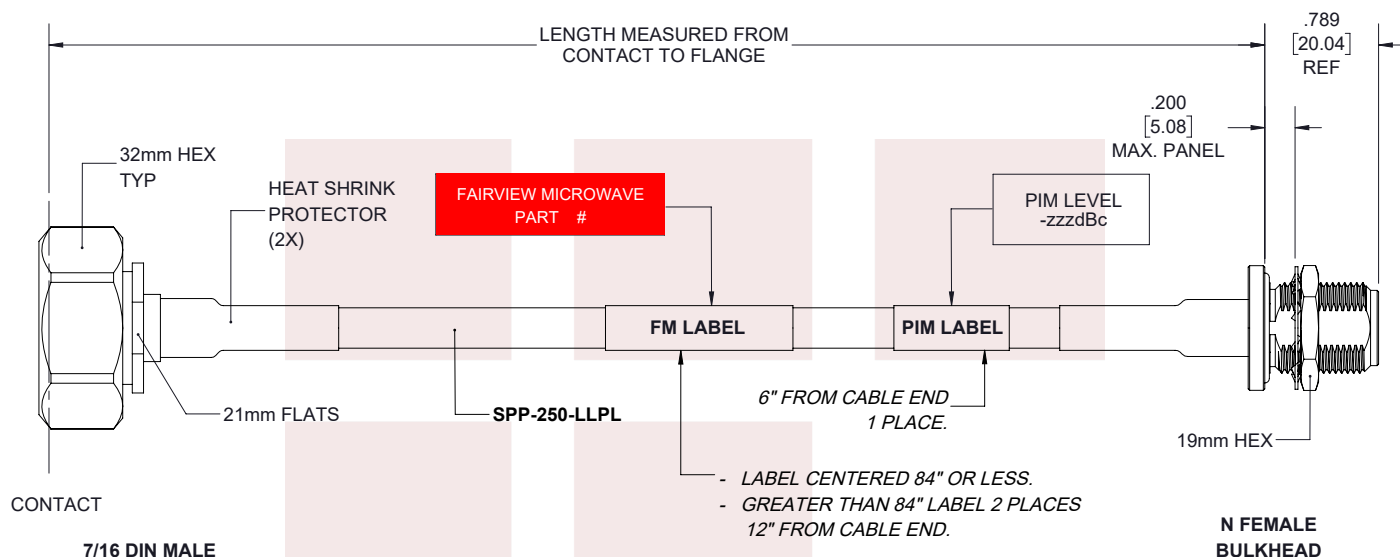 LENGTH MEASURED FROM
CONTACT TO FLANGE
.789
[20.04]
REF
.200
[5.08]
MAX. PANEL
32mm HEX
TYP
HEAT SHRINK
PROTECTOR
(2X)
FAIRVIEW MICROWAVE
PART #
PIM LEVEL
-zzzdBc
FM LABEL
PIM LABEL
21mm FLATS
SPP-250-LLPL
6" FROM CABLE END
1 PLACE.
19mm HEX
- LABEL CENTERED 84" OR LESS.
- GREATER THAN 84" LABEL 2 PLACES
12" FROM CABLE END.
CONTACT
7/16 DIN MALE
N FEMALE
BULKHEAD